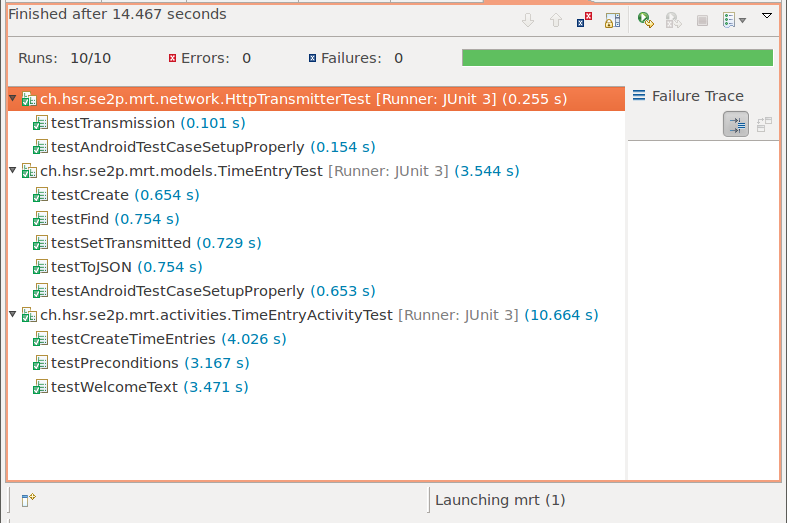 Finished after 14.467 seconds
Runs: 10/10 Errors: 0 Failures: 0
ch.hsr.se2p.mrt.network.HttpTransmitterTest [Runner: JUnit 3] (0.255 s)
Failure Trace
testTransmission (0.101 s)
testAndroidTestCaseSetupProperly (0.154 s)
ch.hsr.se2p.mrt.models.TimeEntryTest [Runner: JUnit 3] (3.544 s)
testCreate (0.654 s)
testFind (0.754 s)
testSetTransmitted (0.729 s)
testToJSON (0.754 s)
testAndroidTestCaseSetupProperly (0.653 s)
ch.hsr.se2p.mrt.activities.TimeEntryActivityTest [Runner: JUnit 3] (10.664 s)
testCreateTimeEntries (4.026 s)
testPreconditions (3.167 s)
testWelcomeText (3.471 s)
Launching mrt (1)